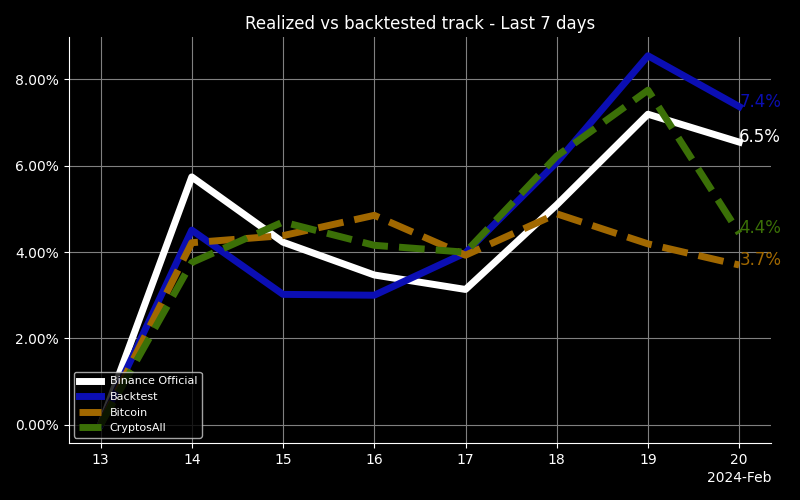 Realized vs backtested track - Last 7 days
8.00%
6.00%
4.00%
2.00%
0.00%
7.4%
6.5%
4.4%
3.7%
Binance Official
Backtest
Bitcoin
CryptosAll
13 14 15 16 17 18 19 20
2024-Feb